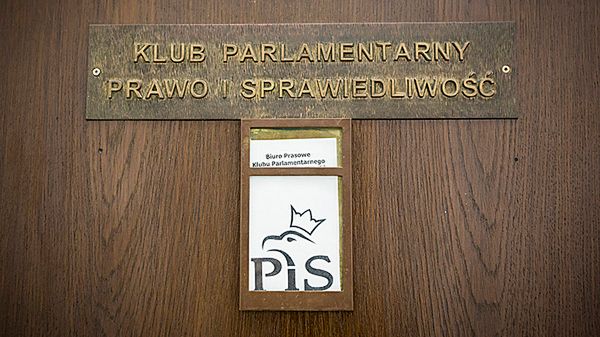 KLUB PARLAMENTARNY
PRAWO I SPRAWIEDLIWOŚĆ
Biuro Prasowe
Klubu Parlamentarnego
PiS